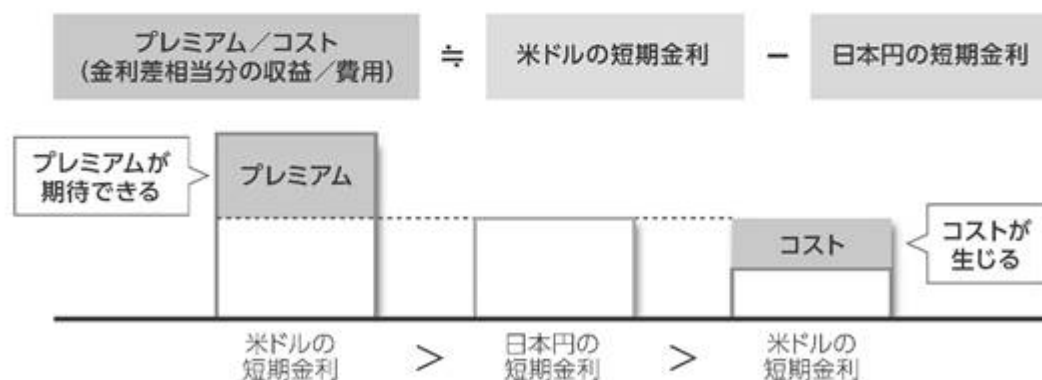 プレミアム/コスト
(金利差相当分の収益/費用)
≒
米ドルの短期金利
−
日本円の短期金利
プレミアムが
期待できる
プレミアム
コスト
コストが
生じる
米ドルの
短期金利
>
日本円の
短期金利
>
米ドルの
短期金利